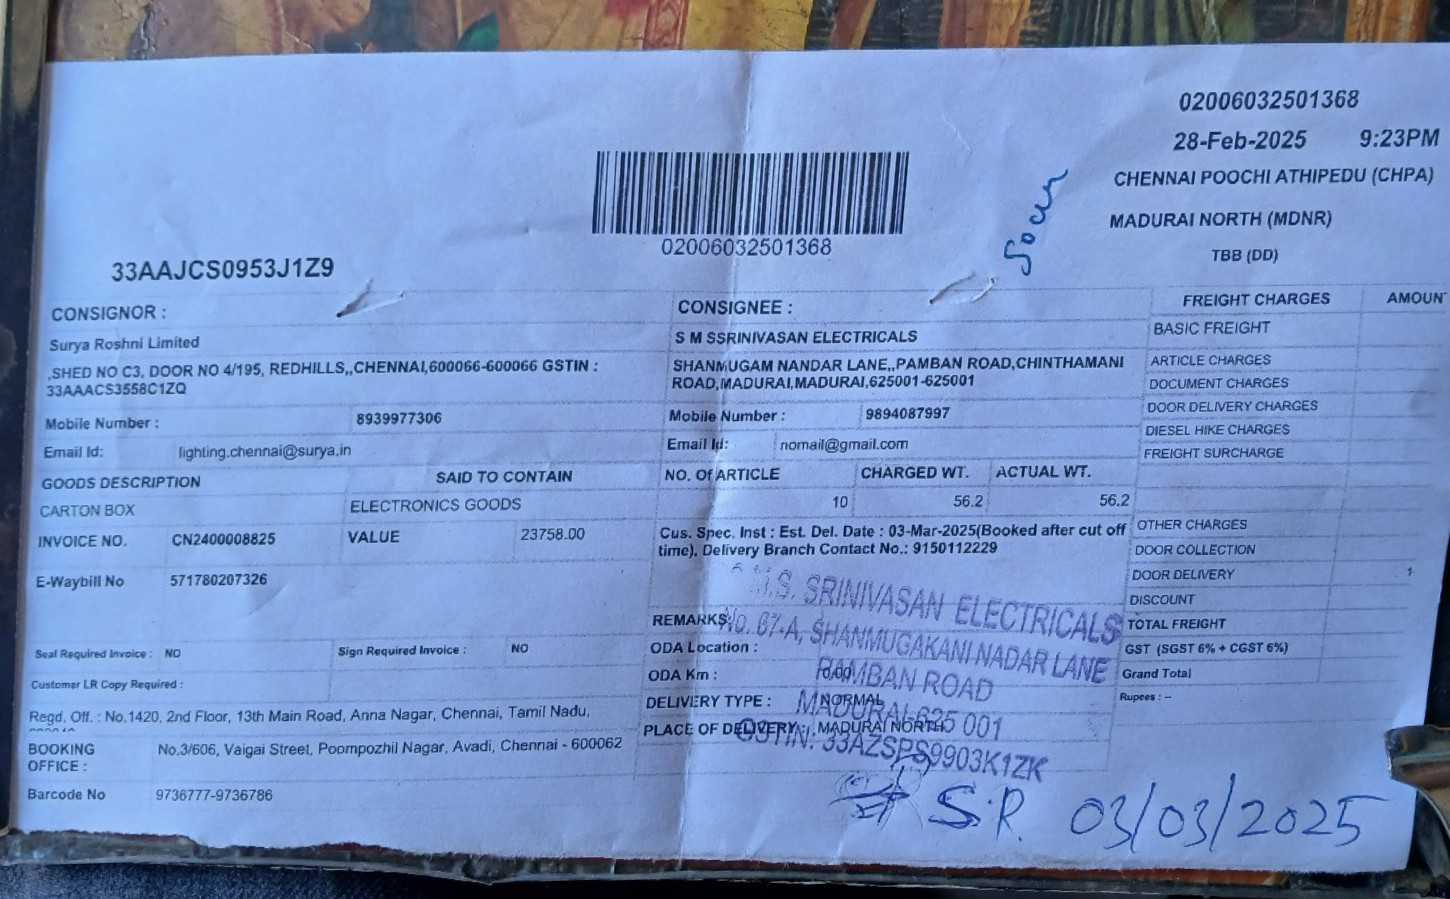 02006032501368
28-Feb-2025 9:23PM
CHENNAI POOCHI ATHIPEDU (CHPA)
MADURAI NORTH (MDNR)
TBB (DD)
02006032501368
33AAJCS0953J1Z9
CONSIGNOR :
Surya Roshni Limited
,SHED NO C3, DOOR NO 4/195, REDHILLS,,CHENNAI,600066-600066 GSTIN :
33AAACS3558C1ZQ
Mobile Number : 8939977306
Email Id: lighting.chennai@surya.in
GOODS DESCRIPTION SAID TO CONTAIN
CARTON BOX ELECTRONICS GOODS
INVOICE NO. CN2400008825 VALUE 23758.00
E-Waybill No 571780207326
Seal Required Invoice : NO Sign Required Invoice : NO
Customer LR Copy Required :
Regd. Off. : No.1420, 2nd Floor, 13th Main Road, Anna Nagar, Chennai, Tamil Nadu,
BOOKING OFFICE : No.3/606, Vaigai Street, Poompozhil Nagar, Avadi, Chennai - 600062
Barcode No 9736777-9736786
CONSIGNEE :
S M SSRINIVASAN ELECTRICALS
SHANMUGAM NANDAR LANE,,PAMBAN ROAD,CHINTHAMANI
ROAD,MADURAI,MADURAI,625001-625001
Mobile Number : 9894087997
Email Id: nomail@gmail.com
NO. Of ARTICLE CHARGED WT. ACTUAL WT.
10 56.2 56.2
Cus. Spec. Inst : Est. Del. Date : 03-Mar-2025(Booked after cut off
time), Delivery Branch Contact No.: 9150112229
REMARKS
ODA Location :
ODA Km :
DELIVERY TYPE : NORMAL
PLACE OF DELIVERY : MADURAI NORTH
M.S. SRINIVASAN ELECTRICALS
No. 67-A, SHANMUGAKANI NADAR LANE
PAMBAN ROAD
MADURAI-625 001
GSTIN: 33AZSPS9903K1ZK
S.R. 03/03/2025
FREIGHT CHARGES AMOUN
BASIC FREIGHT
ARTICLE CHARGES
DOCUMENT CHARGES
DOOR DELIVERY CHARGES
DIESEL HIKE CHARGES
FREIGHT SURCHARGE
OTHER CHARGES
DOOR COLLECTION
DOOR DELIVERY 1
DISCOUNT
TOTAL FREIGHT
GST (SGST 6% + CGST 6%)
Grand Total
Rupees : --